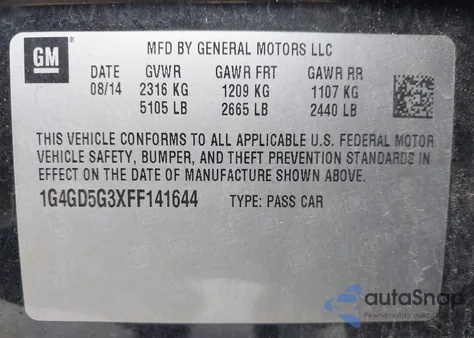 GM
MFD BY GENERAL MOTORS LLC
DATE GVWR GAWR FRT GAWR RR
08/14 2316 KG 1209 KG 1107 KG
5105 LB 2665 LB 2440 LB
THIS VEHICLE CONFORMS TO ALL APPLICABLE U.S. FEDERAL MOTOR
VEHICLE SAFETY, BUMPER, AND THEFT PREVENTION STANDARDS IN
EFFECT ON THE DATE OF MANUFACTURE SHOWN ABOVE.
1G4GD5G3XFF141644 TYPE: PASS CAR
autoSnap